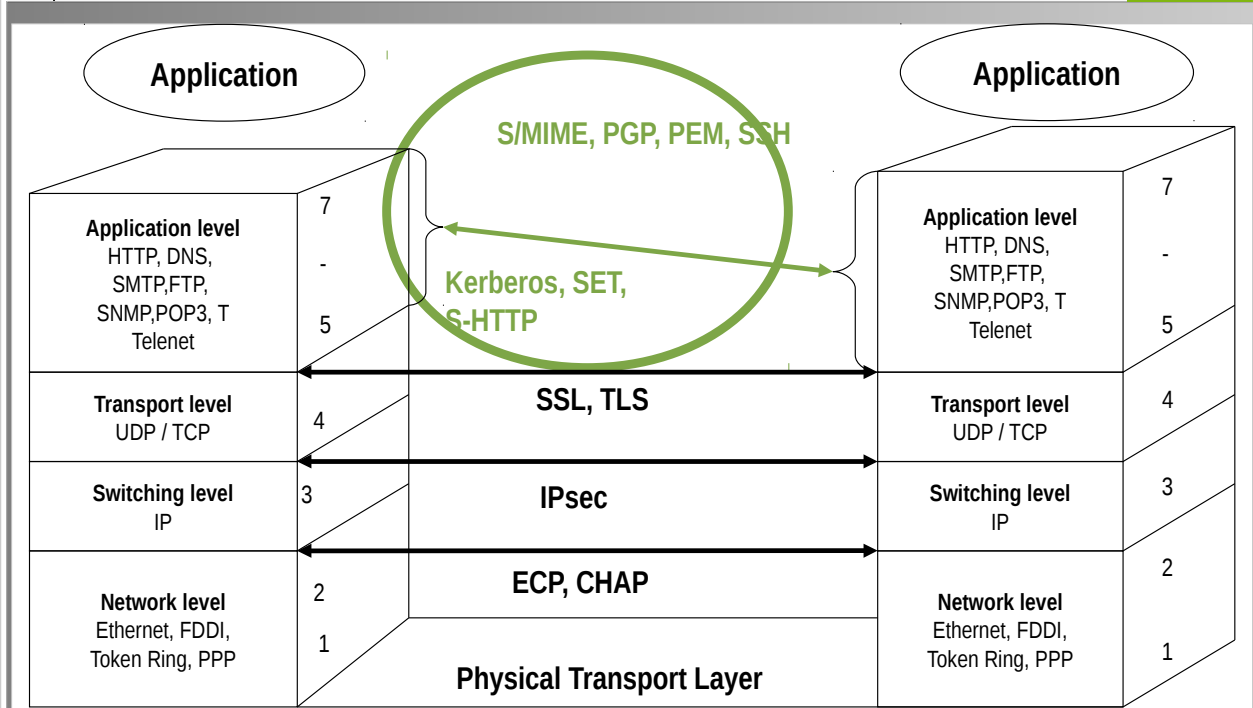 Application
Application
S/MIME, PGP, PEM, SSH
Kerberos, SET,
S-HTTP
Application level
HTTP, DNS,
SMTP,FTP,
SNMP,POP3, T
Telenet
7
-
5
Application level
HTTP, DNS,
SMTP,FTP,
SNMP,POP3, T
Telenet
7
-
5
SSL, TLS
Transport level
UDP / TCP
4
Transport level
UDP / TCP
4
IPsec
Switching level
IP
3
Switching level
IP
3
ECP, CHAP
Network level
Ethernet, FDDI,
Token Ring, PPP
2
1
Network level
Ethernet, FDDI,
Token Ring, PPP
2
1
Physical Transport Layer